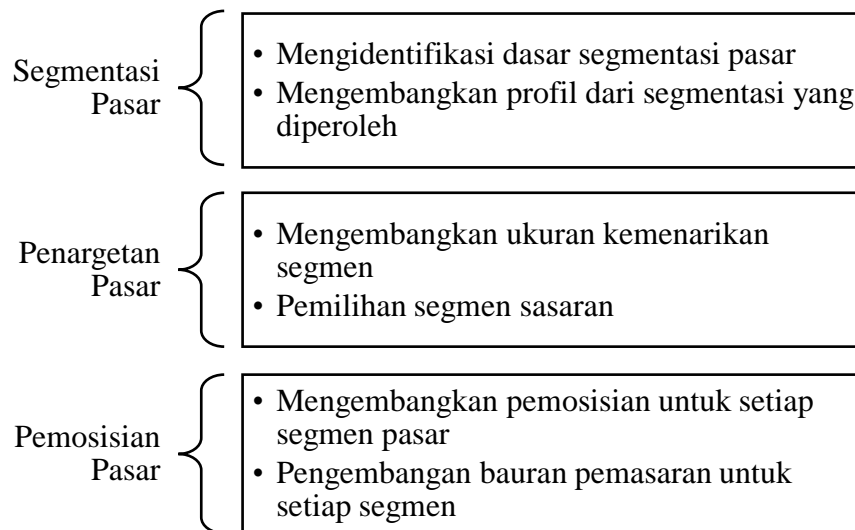 Segmentasi
Pasar
• Mengidentifikasi dasar segmentasi pasar
• Mengembangkan profil dari segmentasi yang
diperoleh
Penargetan
Pasar
• Mengembangkan ukuran kemenarikan
segmen
• Pemilihan segmen sasaran
Pemosisian
Pasar
• Mengembangkan pemosisian untuk setiap
segmen pasar
• Pengembangan bauran pemasaran untuk
setiap segmen